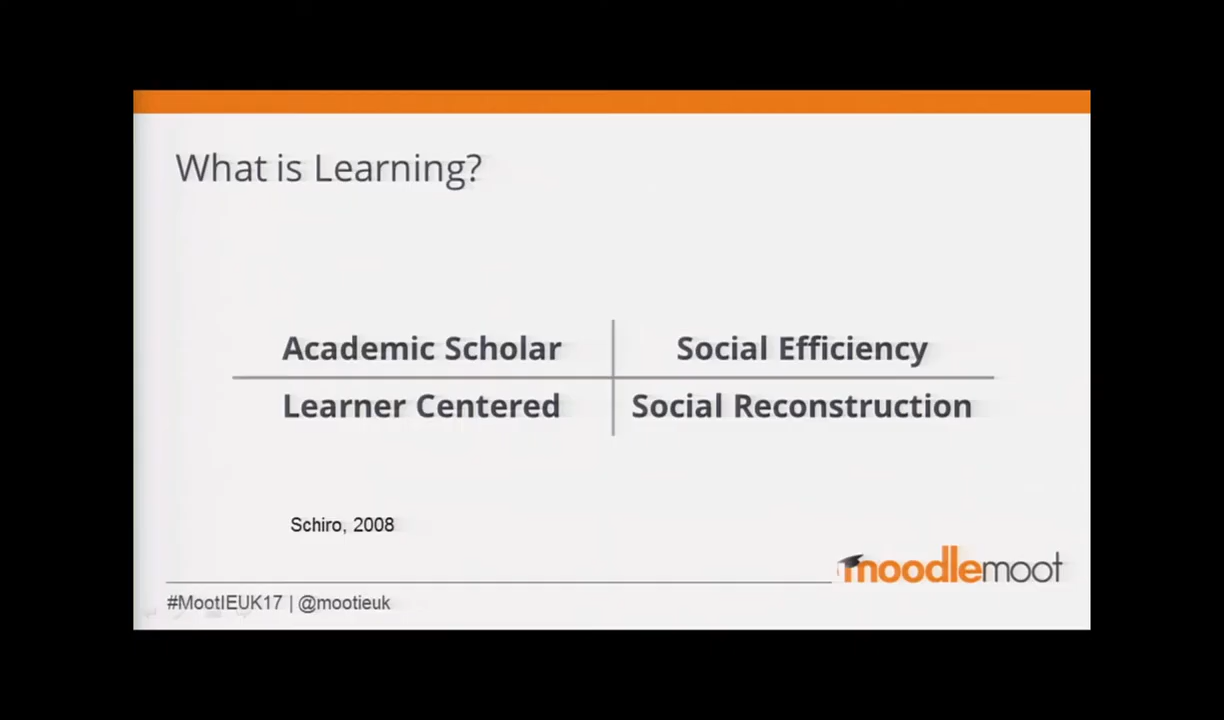 What is Learning?
Academic Scholar
Social Efficiency
Learner Centered
Social Reconstruction
Schiro, 2008
moodlemoot
#MootIEUK17 | @mootieuk